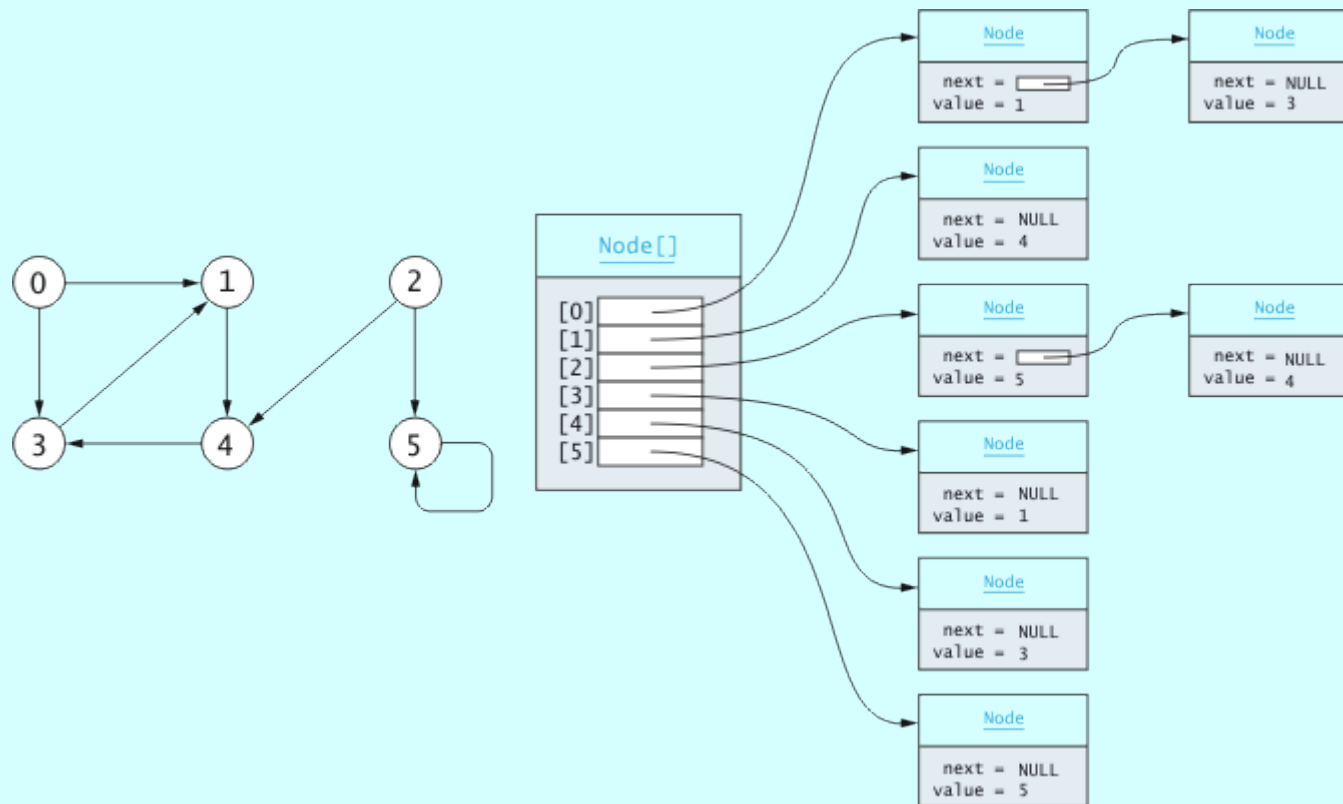 0
1
2
3
4
5
Node[]
[0]
[1]
[2]
[3]
[4]
[5]
Node
next =
value = 1
Node
next = NULL
value = 3
Node
next = NULL
value = 4
Node
next =
value = 5
Node
next = NULL
value = 4
Node
next = NULL
value = 1
Node
next = NULL
value = 3
Node
next = NULL
value = 5